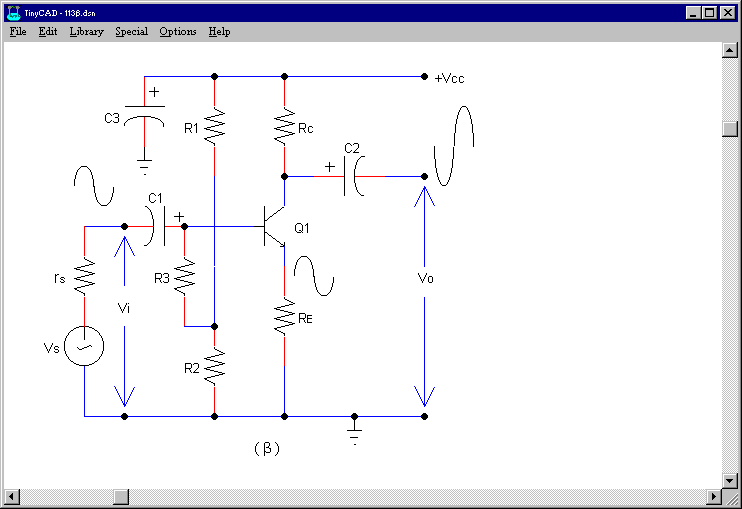 TinyCAD - 113β.dsn
File Edit Library Special Options Help
+Vcc
C3
R1
Rc
C2
C1
Q1
rs
R3
Vi
Vo
RE
Vs
R2
(β)